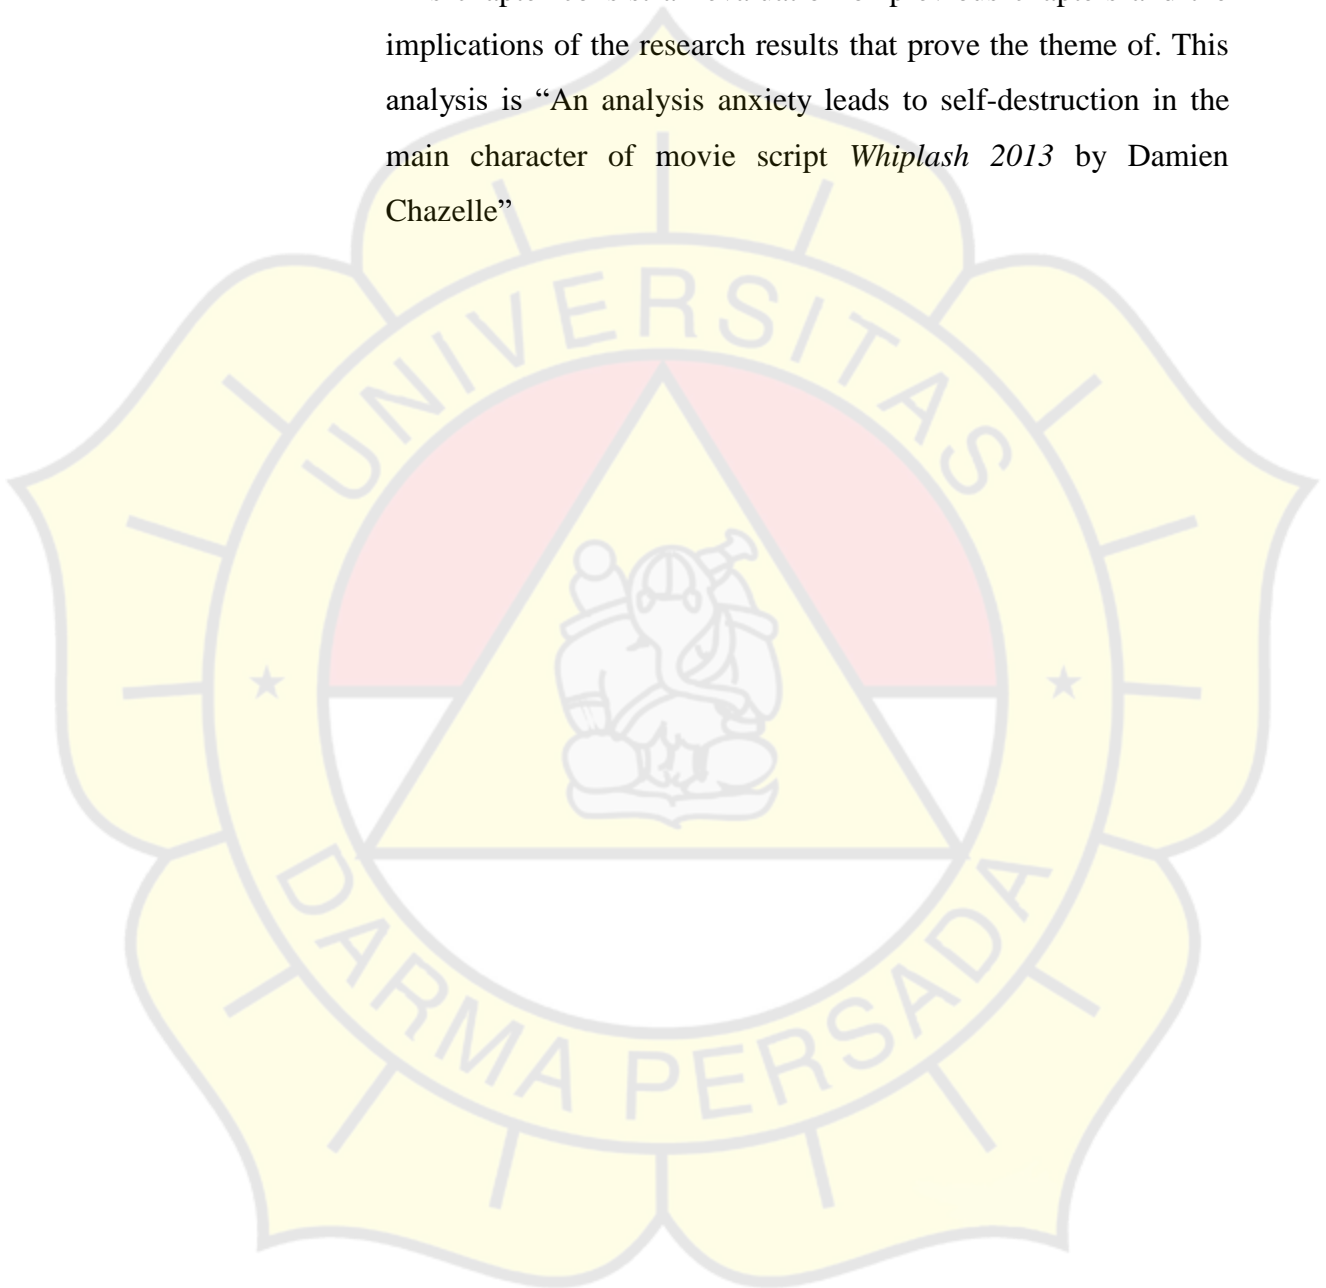 implications of the research results that prove the theme of. This
analysis is “An analysis anxiety leads to self-destruction in the
main character of movie script Whiplash 2013 by Damien
Chazelle”
UNIVERSITAS
DARMA PERSADA